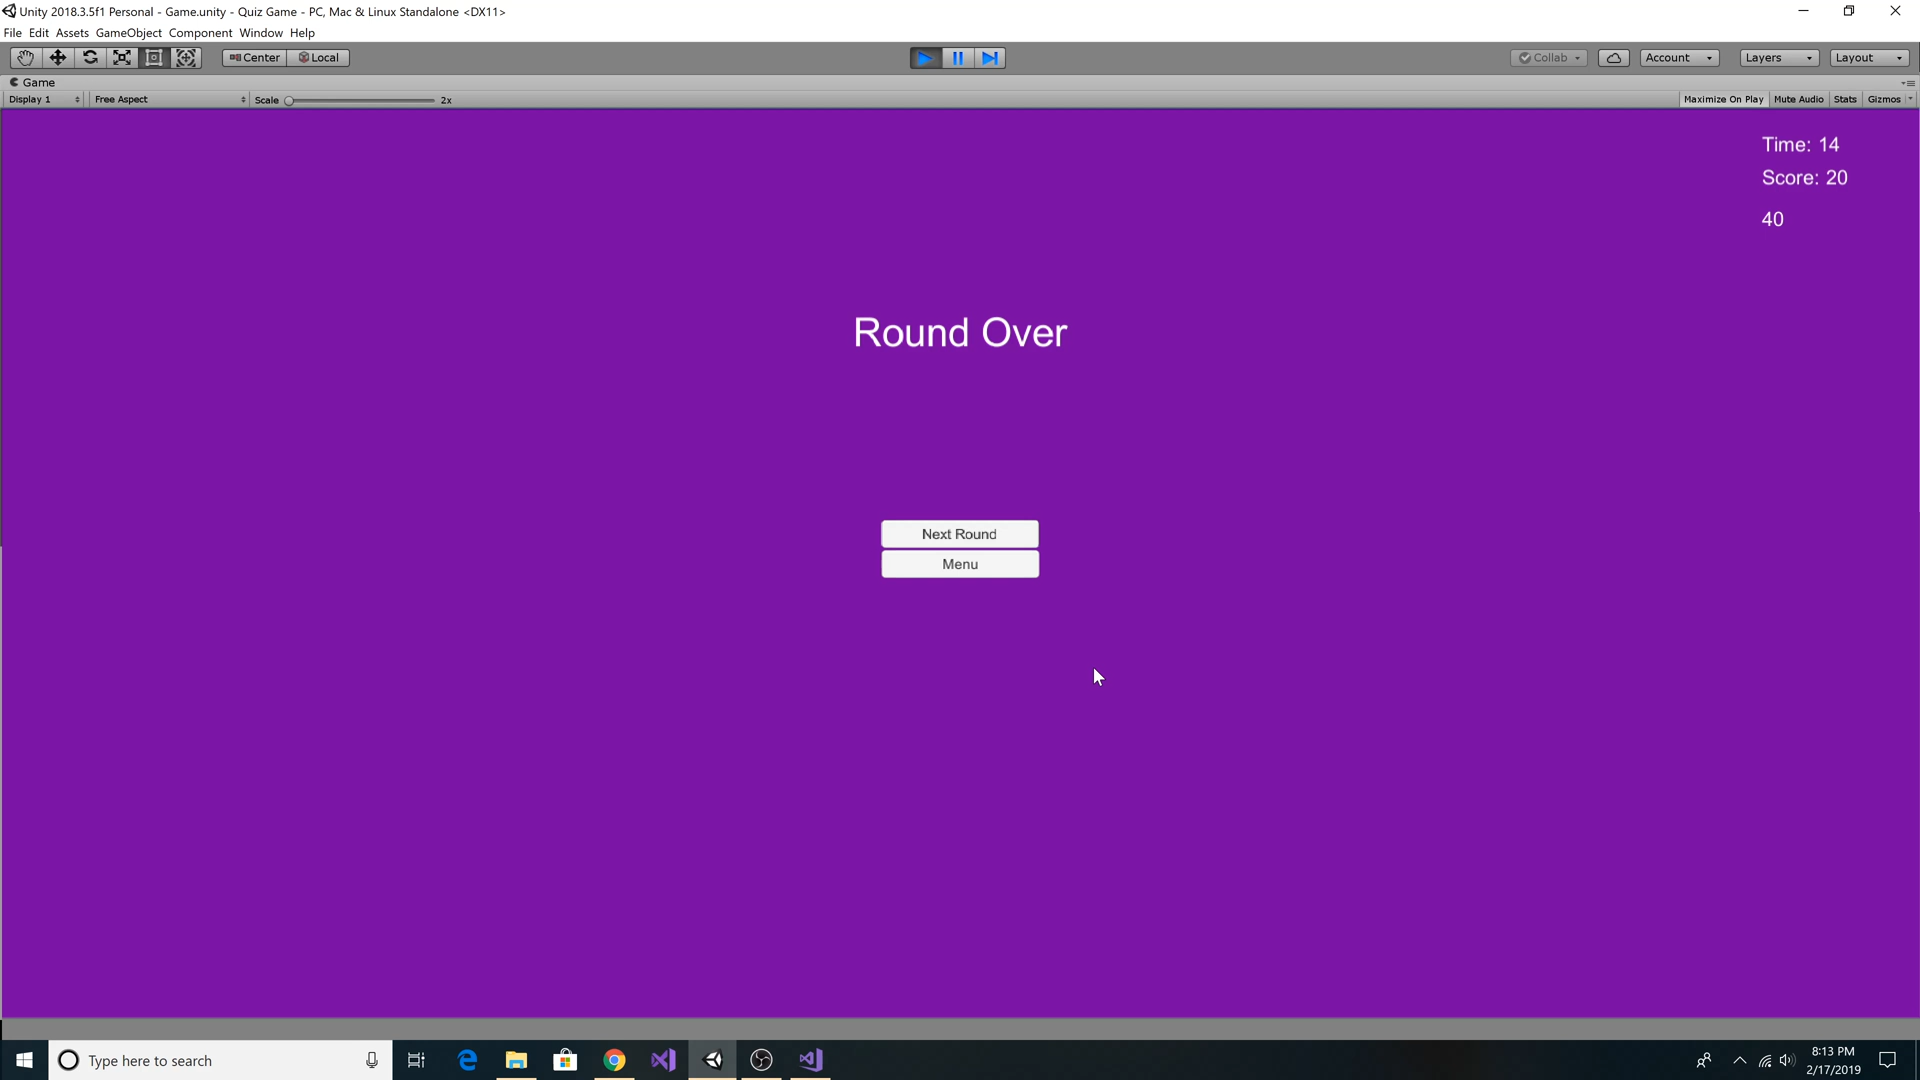 Unity 2018.3.5f1 Personal - Game.unity - Quiz Game - PC, Mac & Linux Standalone <DX11>
File Edit Assets GameObject Component Window Help
Center Local Collab Account Layers Layout
Game
Display 1 Free Aspect Scale 2x Maximize On Play Mute Audio Stats Gizmos
Time: 14
Score: 20
40
Round Over
Next Round
Menu
Type here to search
8:13 PM
2/17/2019